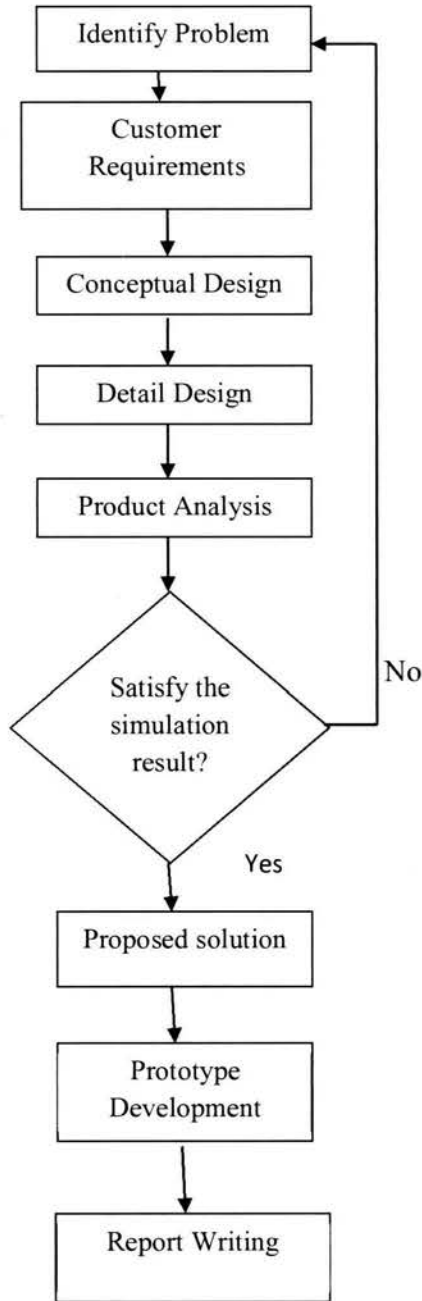 Identify Problem
Customer
Requirements
Conceptual Design
Detail Design
Product Analysis
Satisfy the
simulation
result?
No
Yes
Proposed solution
Prototype
Development
Report Writing